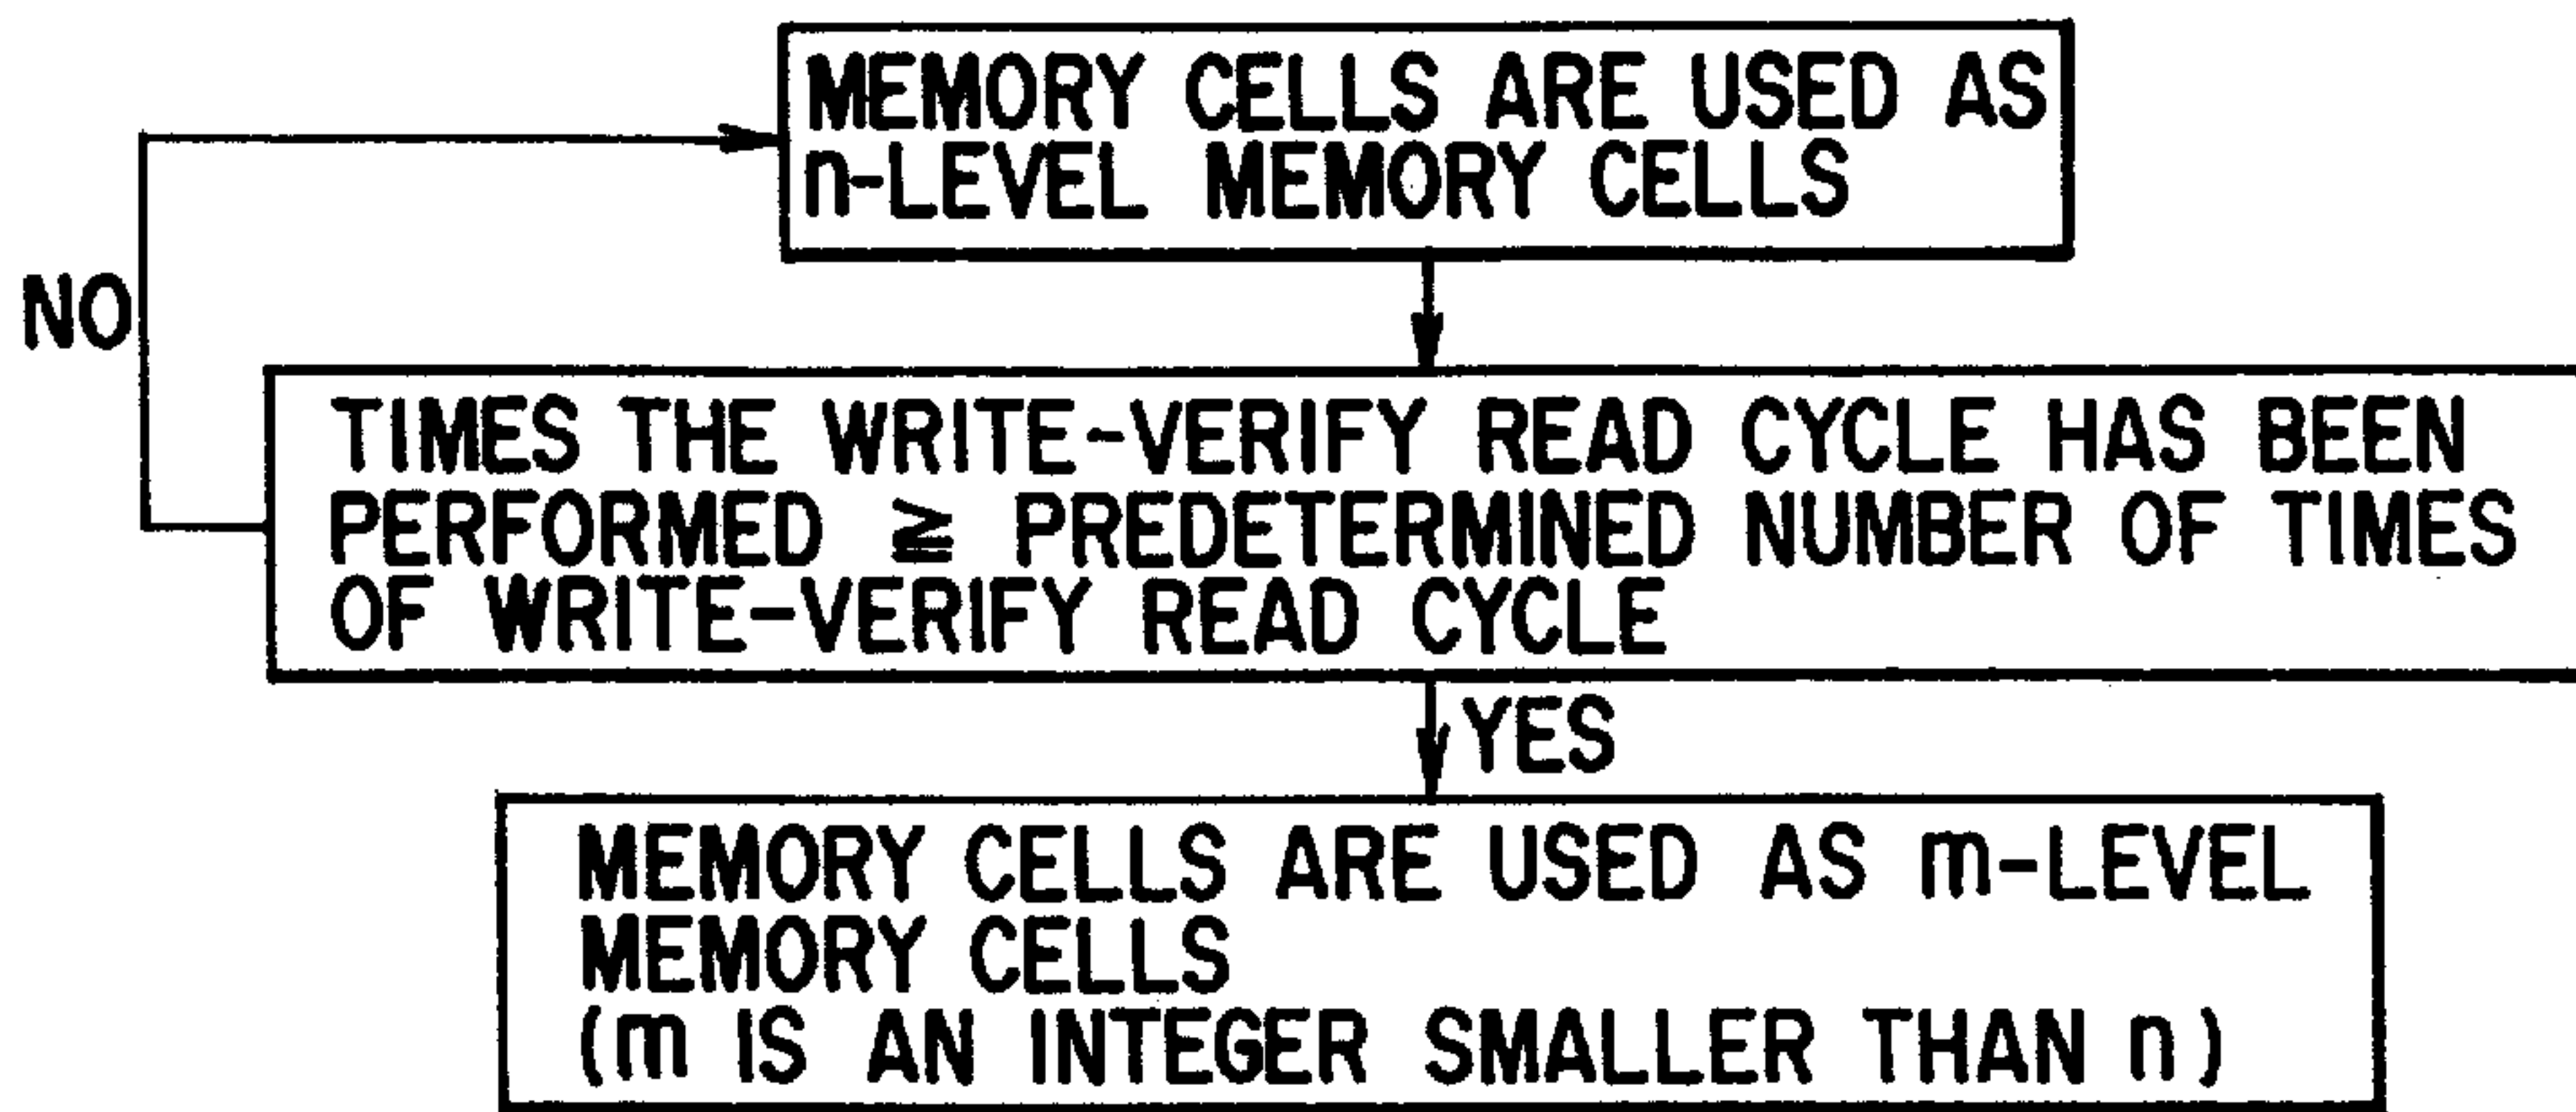 MEMORY CELLS ARE USED AS
n-LEVEL MEMORY CELLS
NO
TIMES THE WRITE-VERIFY READ CYCLE HAS BEEN
PERFORMED ≧ PREDETERMINED NUMBER OF TIMES
OF WRITE-VERIFY READ CYCLE
YES
MEMORY CELLS ARE USED AS m-LEVEL
MEMORY CELLS
(m IS AN INTEGER SMALLER THAN n)